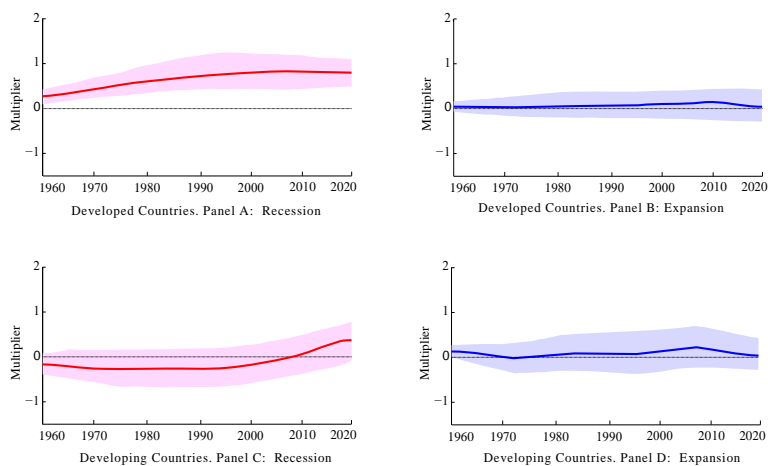 2
1
0
−1
Multiplier
1960 1970 1980 1990 2000 2010 2020
Developed Countries. Panel A: Recession
2
1
0
−1
Multiplier
1960 1970 1980 1990 2000 2010 2020
Developed Countries. Panel B: Expansion
2
1
0
−1
Multiplier
1960 1970 1980 1990 2000 2010 2020
Developing Countries. Panel C: Recession
2
1
0
−1
Multiplier
1960 1970 1980 1990 2000 2010 2020
Developing Countries. Panel D: Expansion